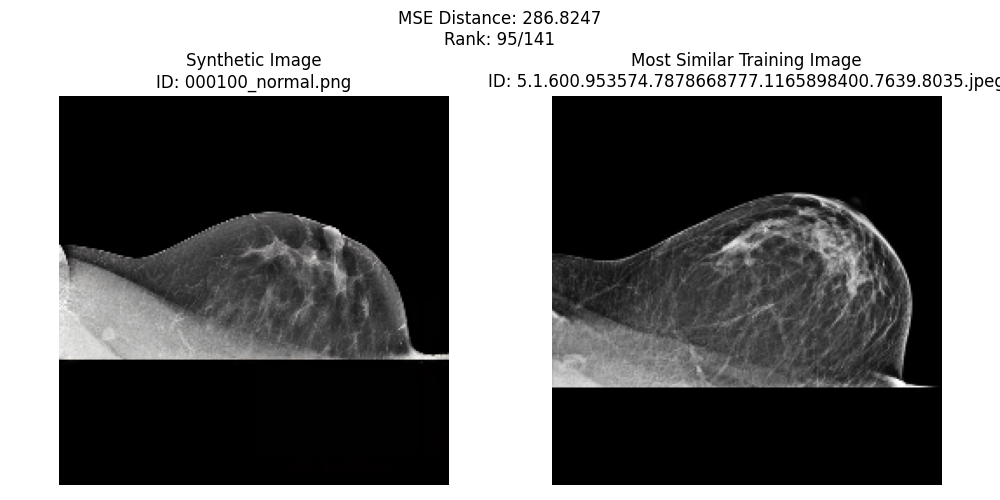 MSE Distance: 286.8247
Rank: 95/141
Synthetic Image
ID: 000100_normal.png
Most Similar Training Image
ID: 5.1.600.953574.7878668777.1165898400.7639.8035.jpeg